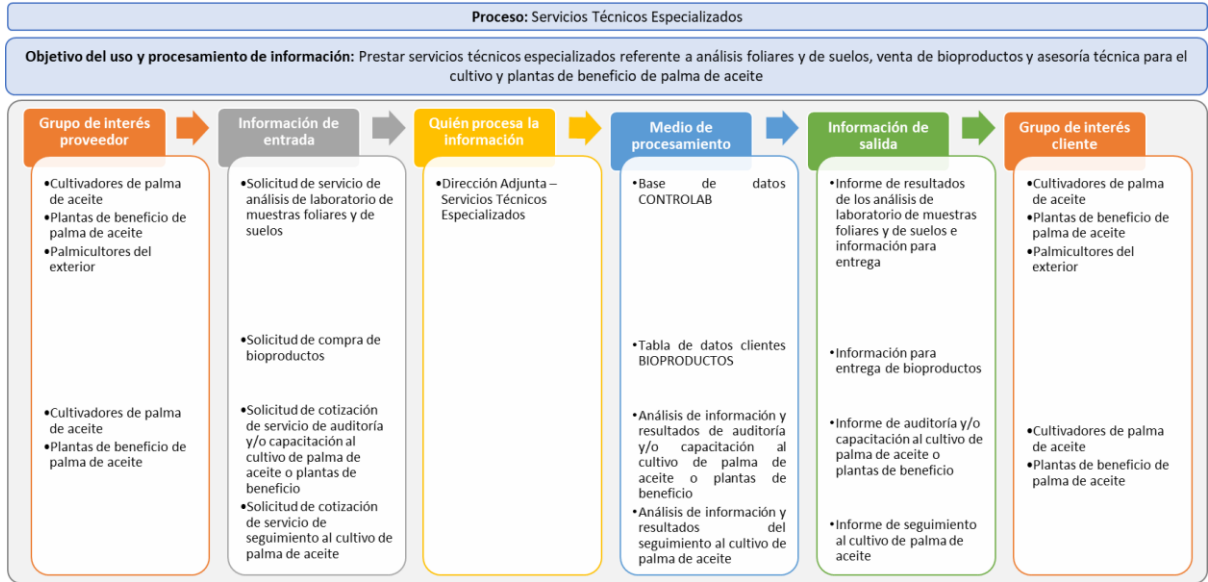 Proceso: Servicios Técnicos Especializados
Objetivo del uso y procesamiento de información: Prestar servicios técnicos especializados referente a análisis foliares y de suelos, venta de bioproductos y asesoría técnica para el
cultivo y plantas de beneficio de palma de aceite
Grupo de interés
proveedor
•Cultivadores de palma
de aceite
•Plantas de beneficio de
palma de aceite
•Palmicultores del
exterior
•Cultivadores de palma
de aceite
•Plantas de beneficio de
palma de aceite
Información de
entrada
•Solicitud de servicio de
análisis de laboratorio de
muestras foliares y de
suelos
•Solicitud de compra de
bioproductos
•Solicitud de cotización
de servicio de auditoría
y/o capacitación al
cultivo de palma de
aceite o plantas de
beneficio
•Solicitud de cotización
de servicio de
seguimiento al cultivo de
palma de aceite
Quién procesa la
información
•Dirección Adjunta –
Servicios Técnicos
Especializados
Medio de
procesamiento
•Base de datos
CONTROLAB
•Tabla de datos clientes
BIOPRODUCTOS
•Análisis de información y
resultados de auditoría
y/o capacitación al
cultivo de palma de
aceite o plantas de
beneficio
•Análisis de información y
resultados del
seguimiento al cultivo de
palma de aceite
Información de
salida
•Informe de resultados
de los análisis de
laboratorio de muestras
foliares y de suelos e
información para
entrega
•Información para
entrega de bioproductos
•Informe de auditoría y/o
capacitación al cultivo de
palma de aceite o
plantas de beneficio
•Informe de seguimiento
al cultivo de palma de
aceite
Grupo de interés
cliente
•Cultivadores de palma
de aceite
•Plantas de beneficio de
palma de aceite
•Palmicultores del
exterior
•Cultivadores de palma
de aceite
•Plantas de beneficio de
palma de aceite